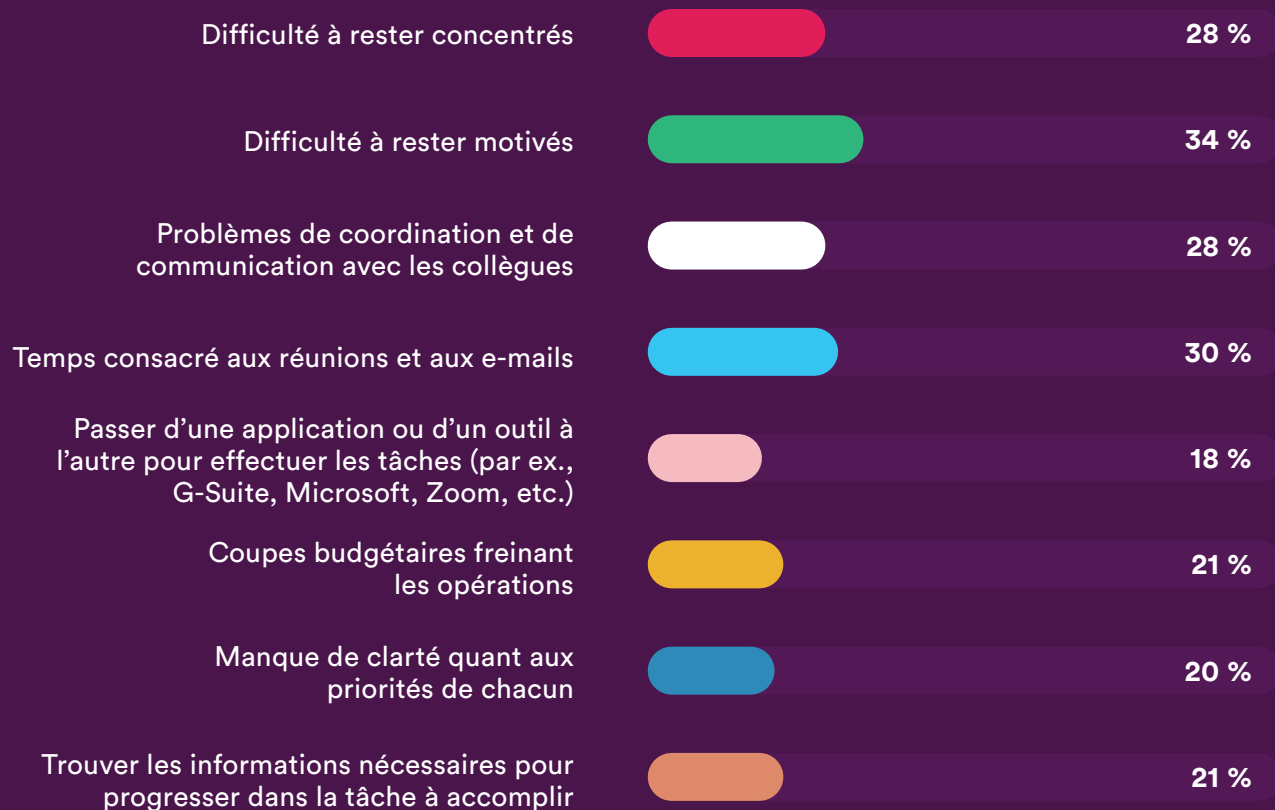 Difficulté à rester concentrés
28 %
Difficulté à rester motivés
34 %
Problèmes de coordination et de
communication avec les collègues
28 %
Temps consacré aux réunions et aux e-mails
30 %
Passer d’une application ou d’un outil à
l’autre pour effectuer les tâches (par ex.,
G-Suite, Microsoft, Zoom, etc.)
18 %
Coupes budgétaires freinant
les opérations
21 %
Manque de clarté quant aux
priorités de chacun
20 %
Trouver les informations nécessaires pour
progresser dans la tâche à accomplir
21 %